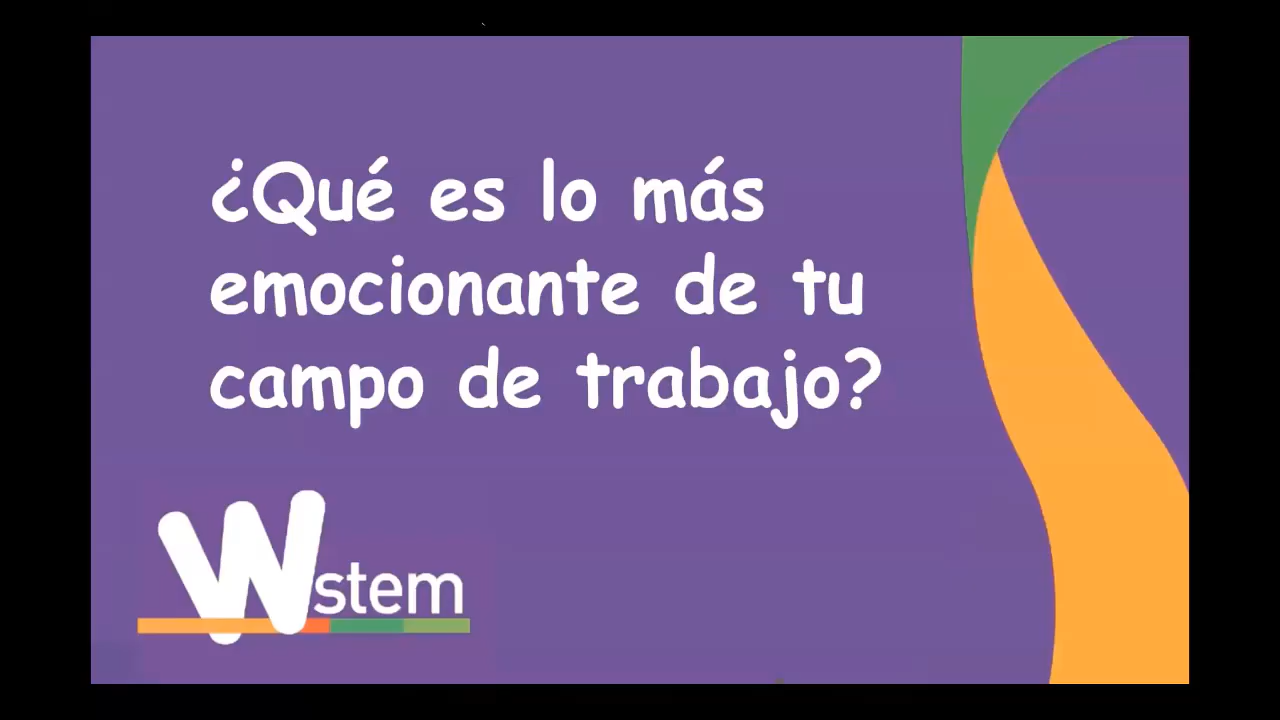 ¿Qué es lo más
emocionante de tu
campo de trabajo?
Wstem